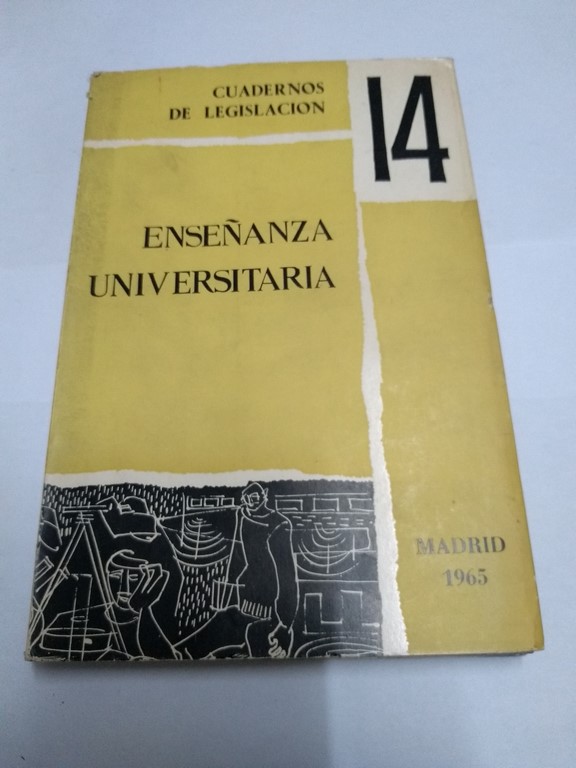 CUADERNOS
DE LEGISLACION
14
ENSEÑANZA
UNIVERSITARIA
MADRID
1965